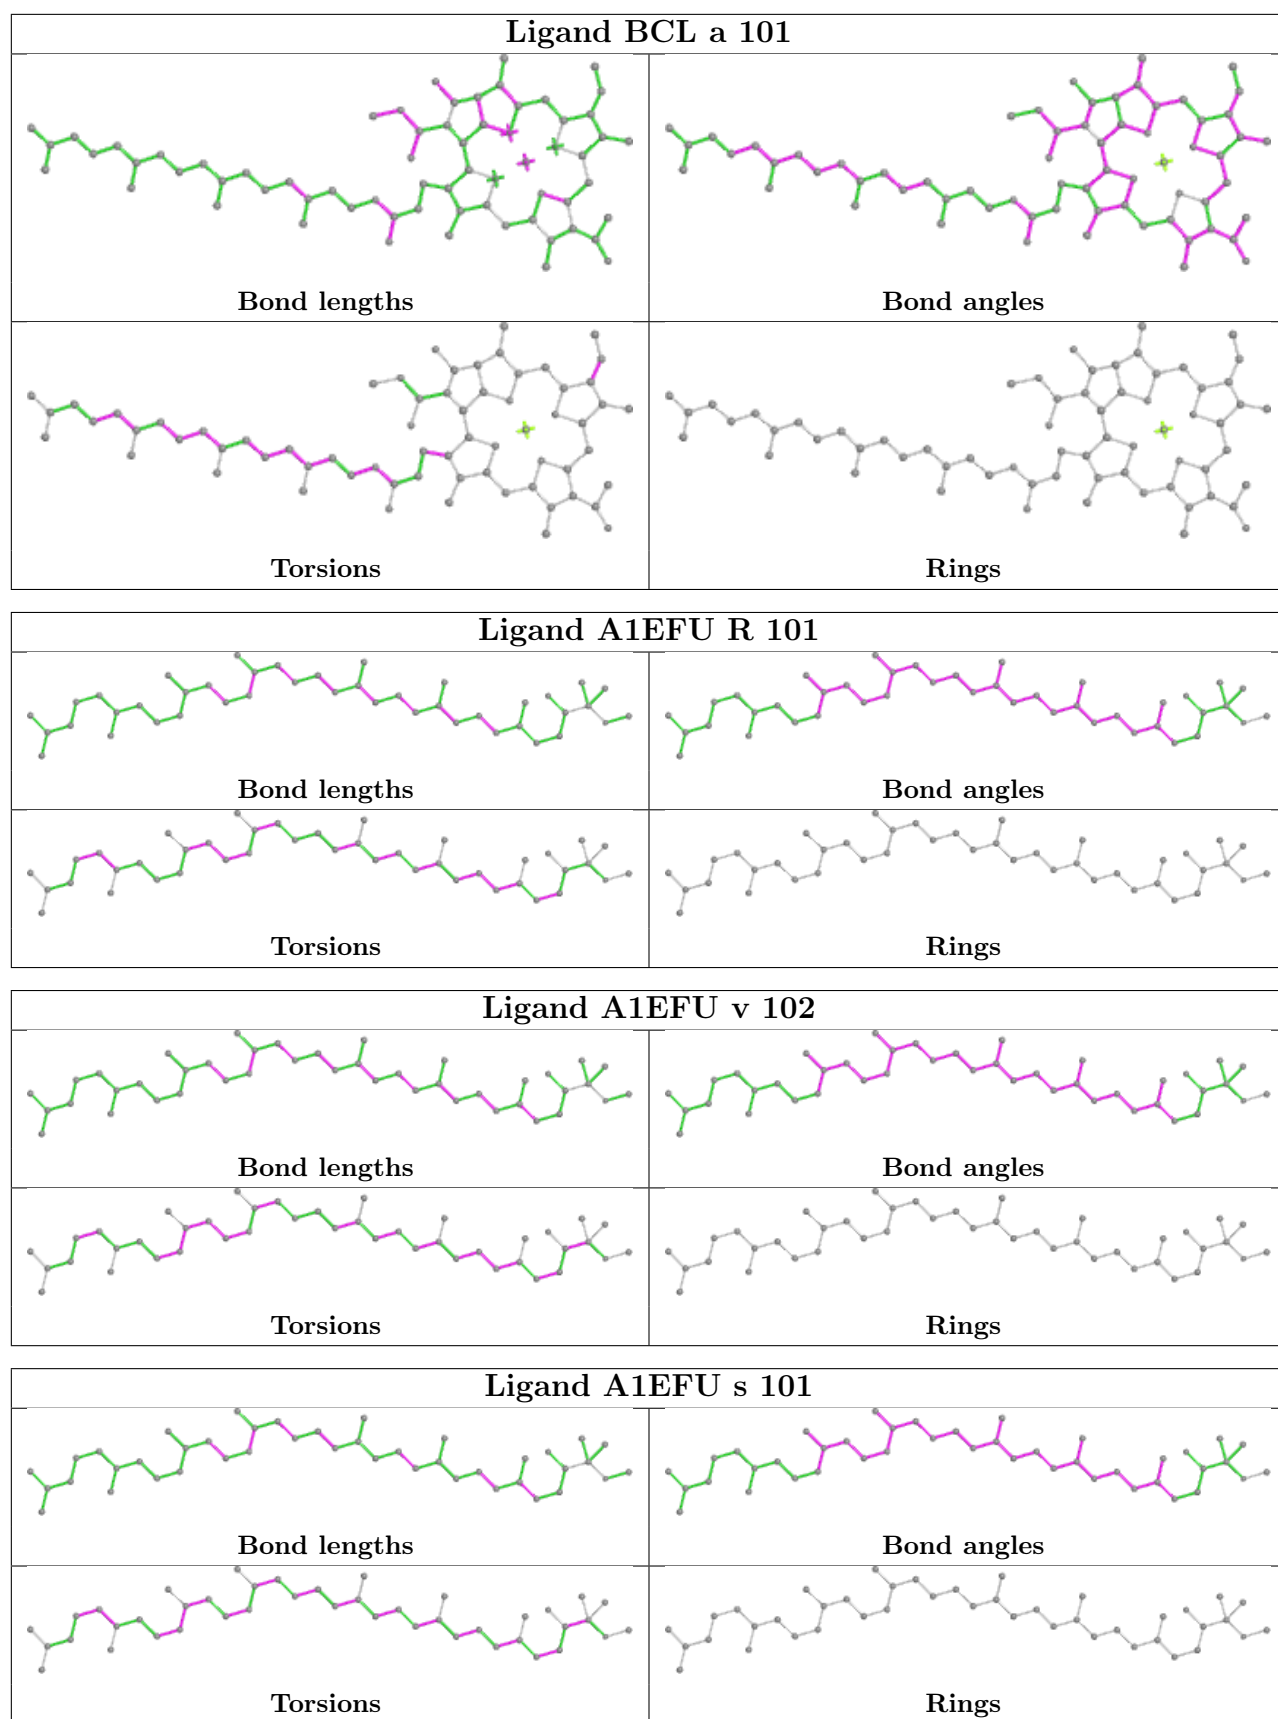 Ligand BCL a 101
Bond lengths
Bond angles
Torsions
Rings
Ligand A1EFU R 101
Bond lengths
Bond angles
Torsions
Rings
Ligand A1EFU v 102
Bond lengths
Bond angles
Torsions
Rings
Ligand A1EFU s 101
Bond lengths
Bond angles
Torsions
Rings